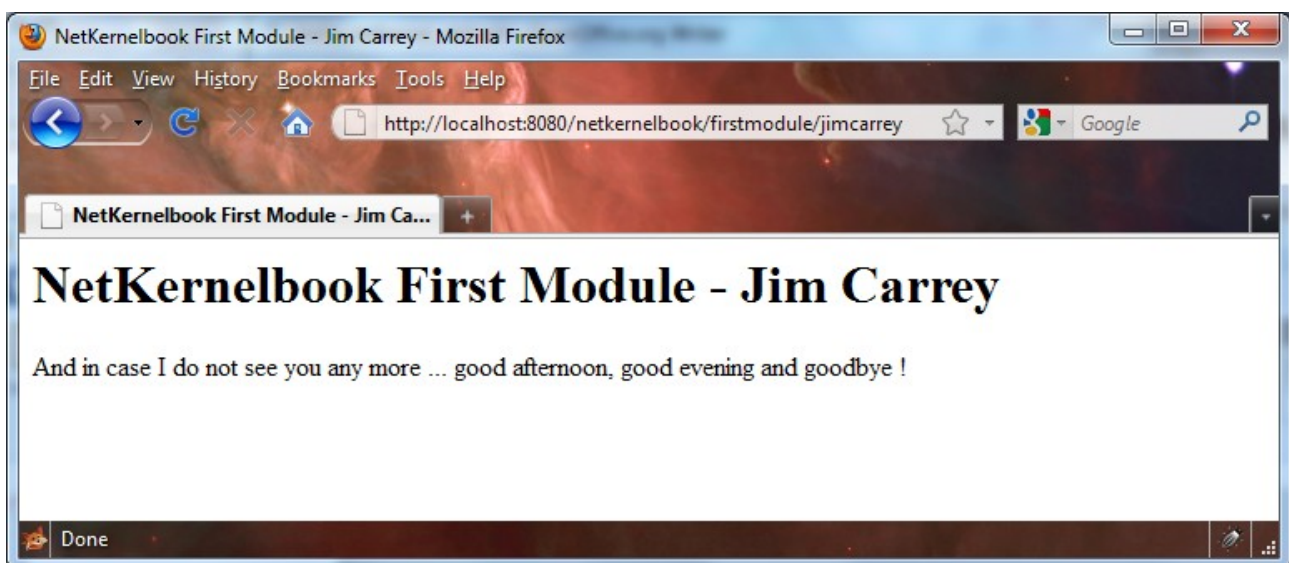 NetKernelbook First Module - Jim Carrey - Mozilla Firefox
File Edit View History Bookmarks Tools Help
http://localhost:8080/netkernelbook/firstmodule/jimcarrey
Google
NetKernelbook First Module - Jim Ca...
NetKernelbook First Module - Jim Carrey
And in case I do not see you any more ... good afternoon, good evening and goodbye !
Done